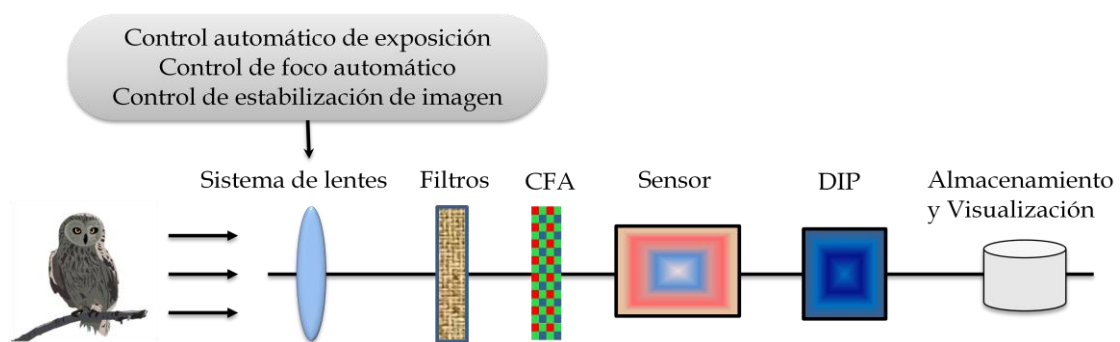 Control automático de exposición
Control de foco automático
Control de estabilización de imagen
Sistema de lentes
Filtros
CFA
Sensor
DIP
Almacenamiento
y Visualización